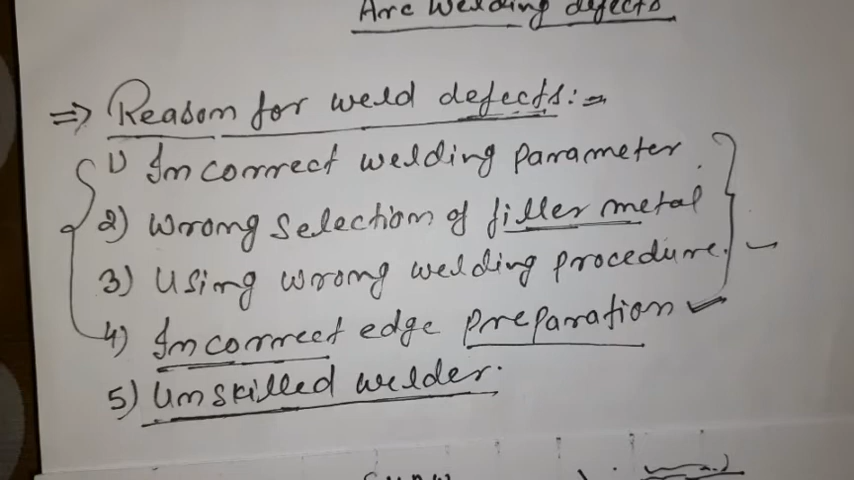 Arc Welding defects
⇒ Reason for weld defects:-
1) Incorrect welding parameter.
2) Wrong selection of filler metal
3) Using wrong welding procedure.
4) Incorrect edge preparation ✓
5) Unskilled welder.